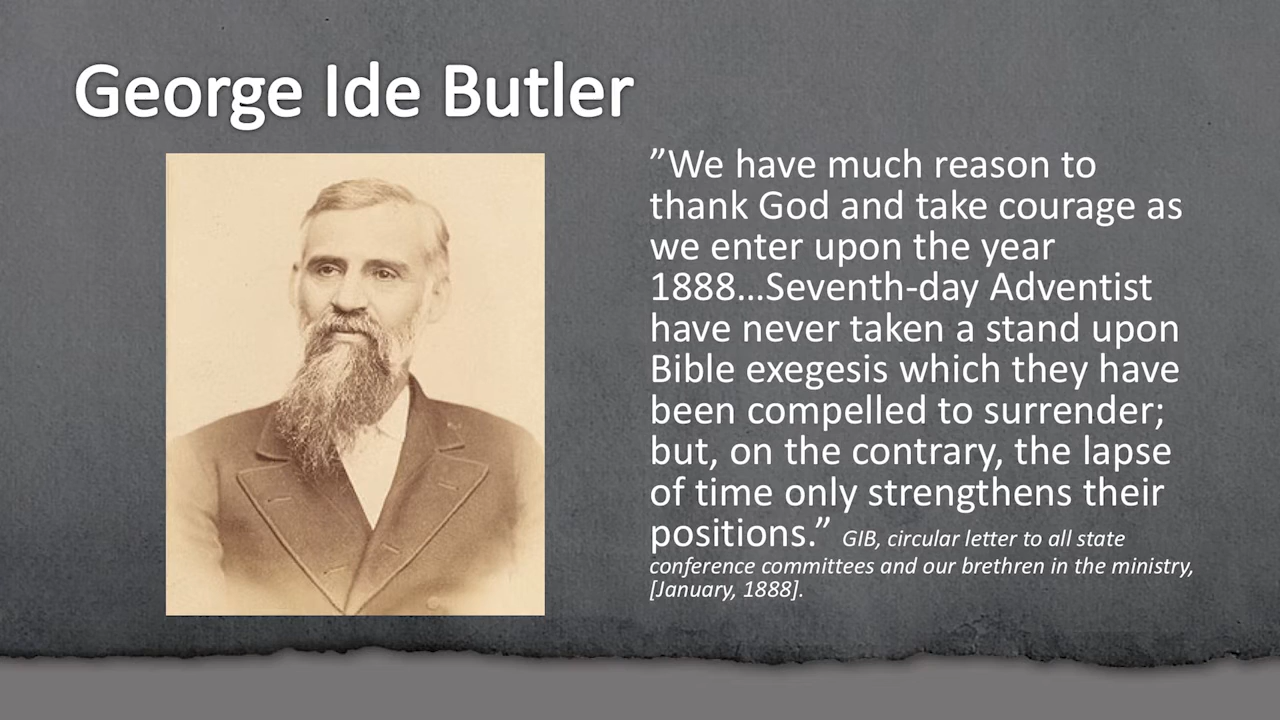 George Ide Butler
”We have much reason to
thank God and take courage as
we enter upon the year
1888…Seventh-day Adventist
have never taken a stand upon
Bible exegesis which they have
been compelled to surrender;
but, on the contrary, the lapse
of time only strengthens their
positions.” GIB, circular letter to all state
conference committees and our brethren in the ministry,
[January, 1888].